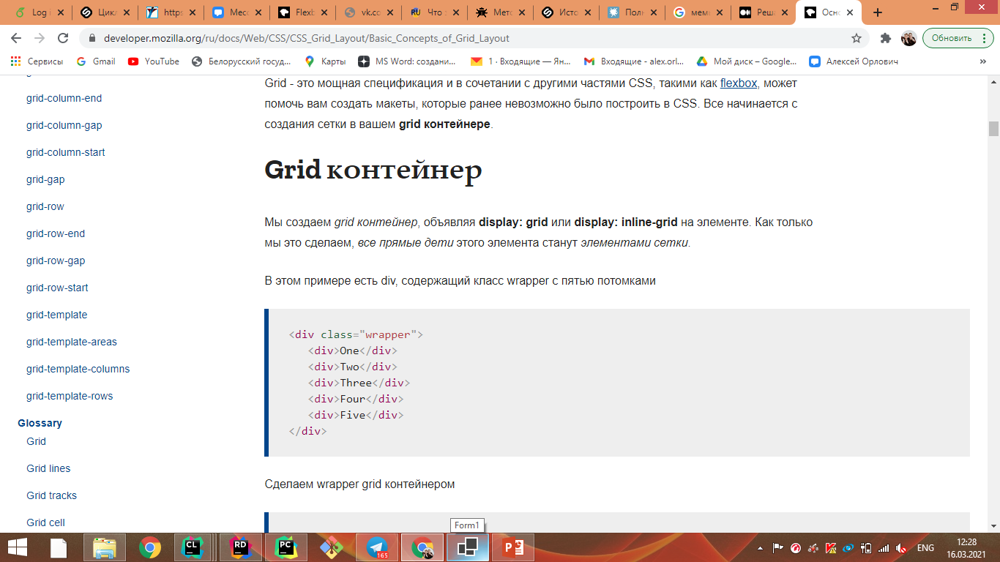 Log i
Цикл
https
Месс
Flexb
vk.co
Что з
Мето
Исто
Полн
мемы
Реша
Осно
developer.mozilla.org/ru/docs/Web/CSS/CSS_Grid_Layout/Basic_Concepts_of_Grid_Layout
Обновить
Сервисы
Gmail
YouTube
Белорусский госуд...
Карты
MS Word: создани...
1 · Входящие — Ян...
Входящие - alex.orl...
Мой диск – Google...
Алексей Орлович
»
grid-column-end
grid-column-gap
grid-column-start
grid-gap
grid-row
grid-row-end
grid-row-gap
grid-row-start
grid-template
grid-template-areas
grid-template-columns
grid-template-rows
Glossary
Grid
Grid lines
Grid tracks
Grid cell
Grid - это мощная спецификация и в сочетании с другими частями CSS, такими как flexbox, может
помочь вам создать макеты, которые ранее невозможно было построить в CSS. Все начинается с
создания сетки в вашем grid контейнере.
Grid контейнер
Мы создаем grid контейнер, объявляя display: grid или display: inline-grid на элементе. Как только
мы это сделаем, все прямые дети этого элемента станут элементами сетки.
В этом примере есть div, содержащий класс wrapper с пятью потомками
<div class="wrapper">
<div>One</div>
<div>Two</div>
<div>Three</div>
<div>Four</div>
<div>Five</div>
</div>
Сделаем wrapper grid контейнером
Form1
CL
RD
PC
165
P
ENG
12:28
16.03.2021